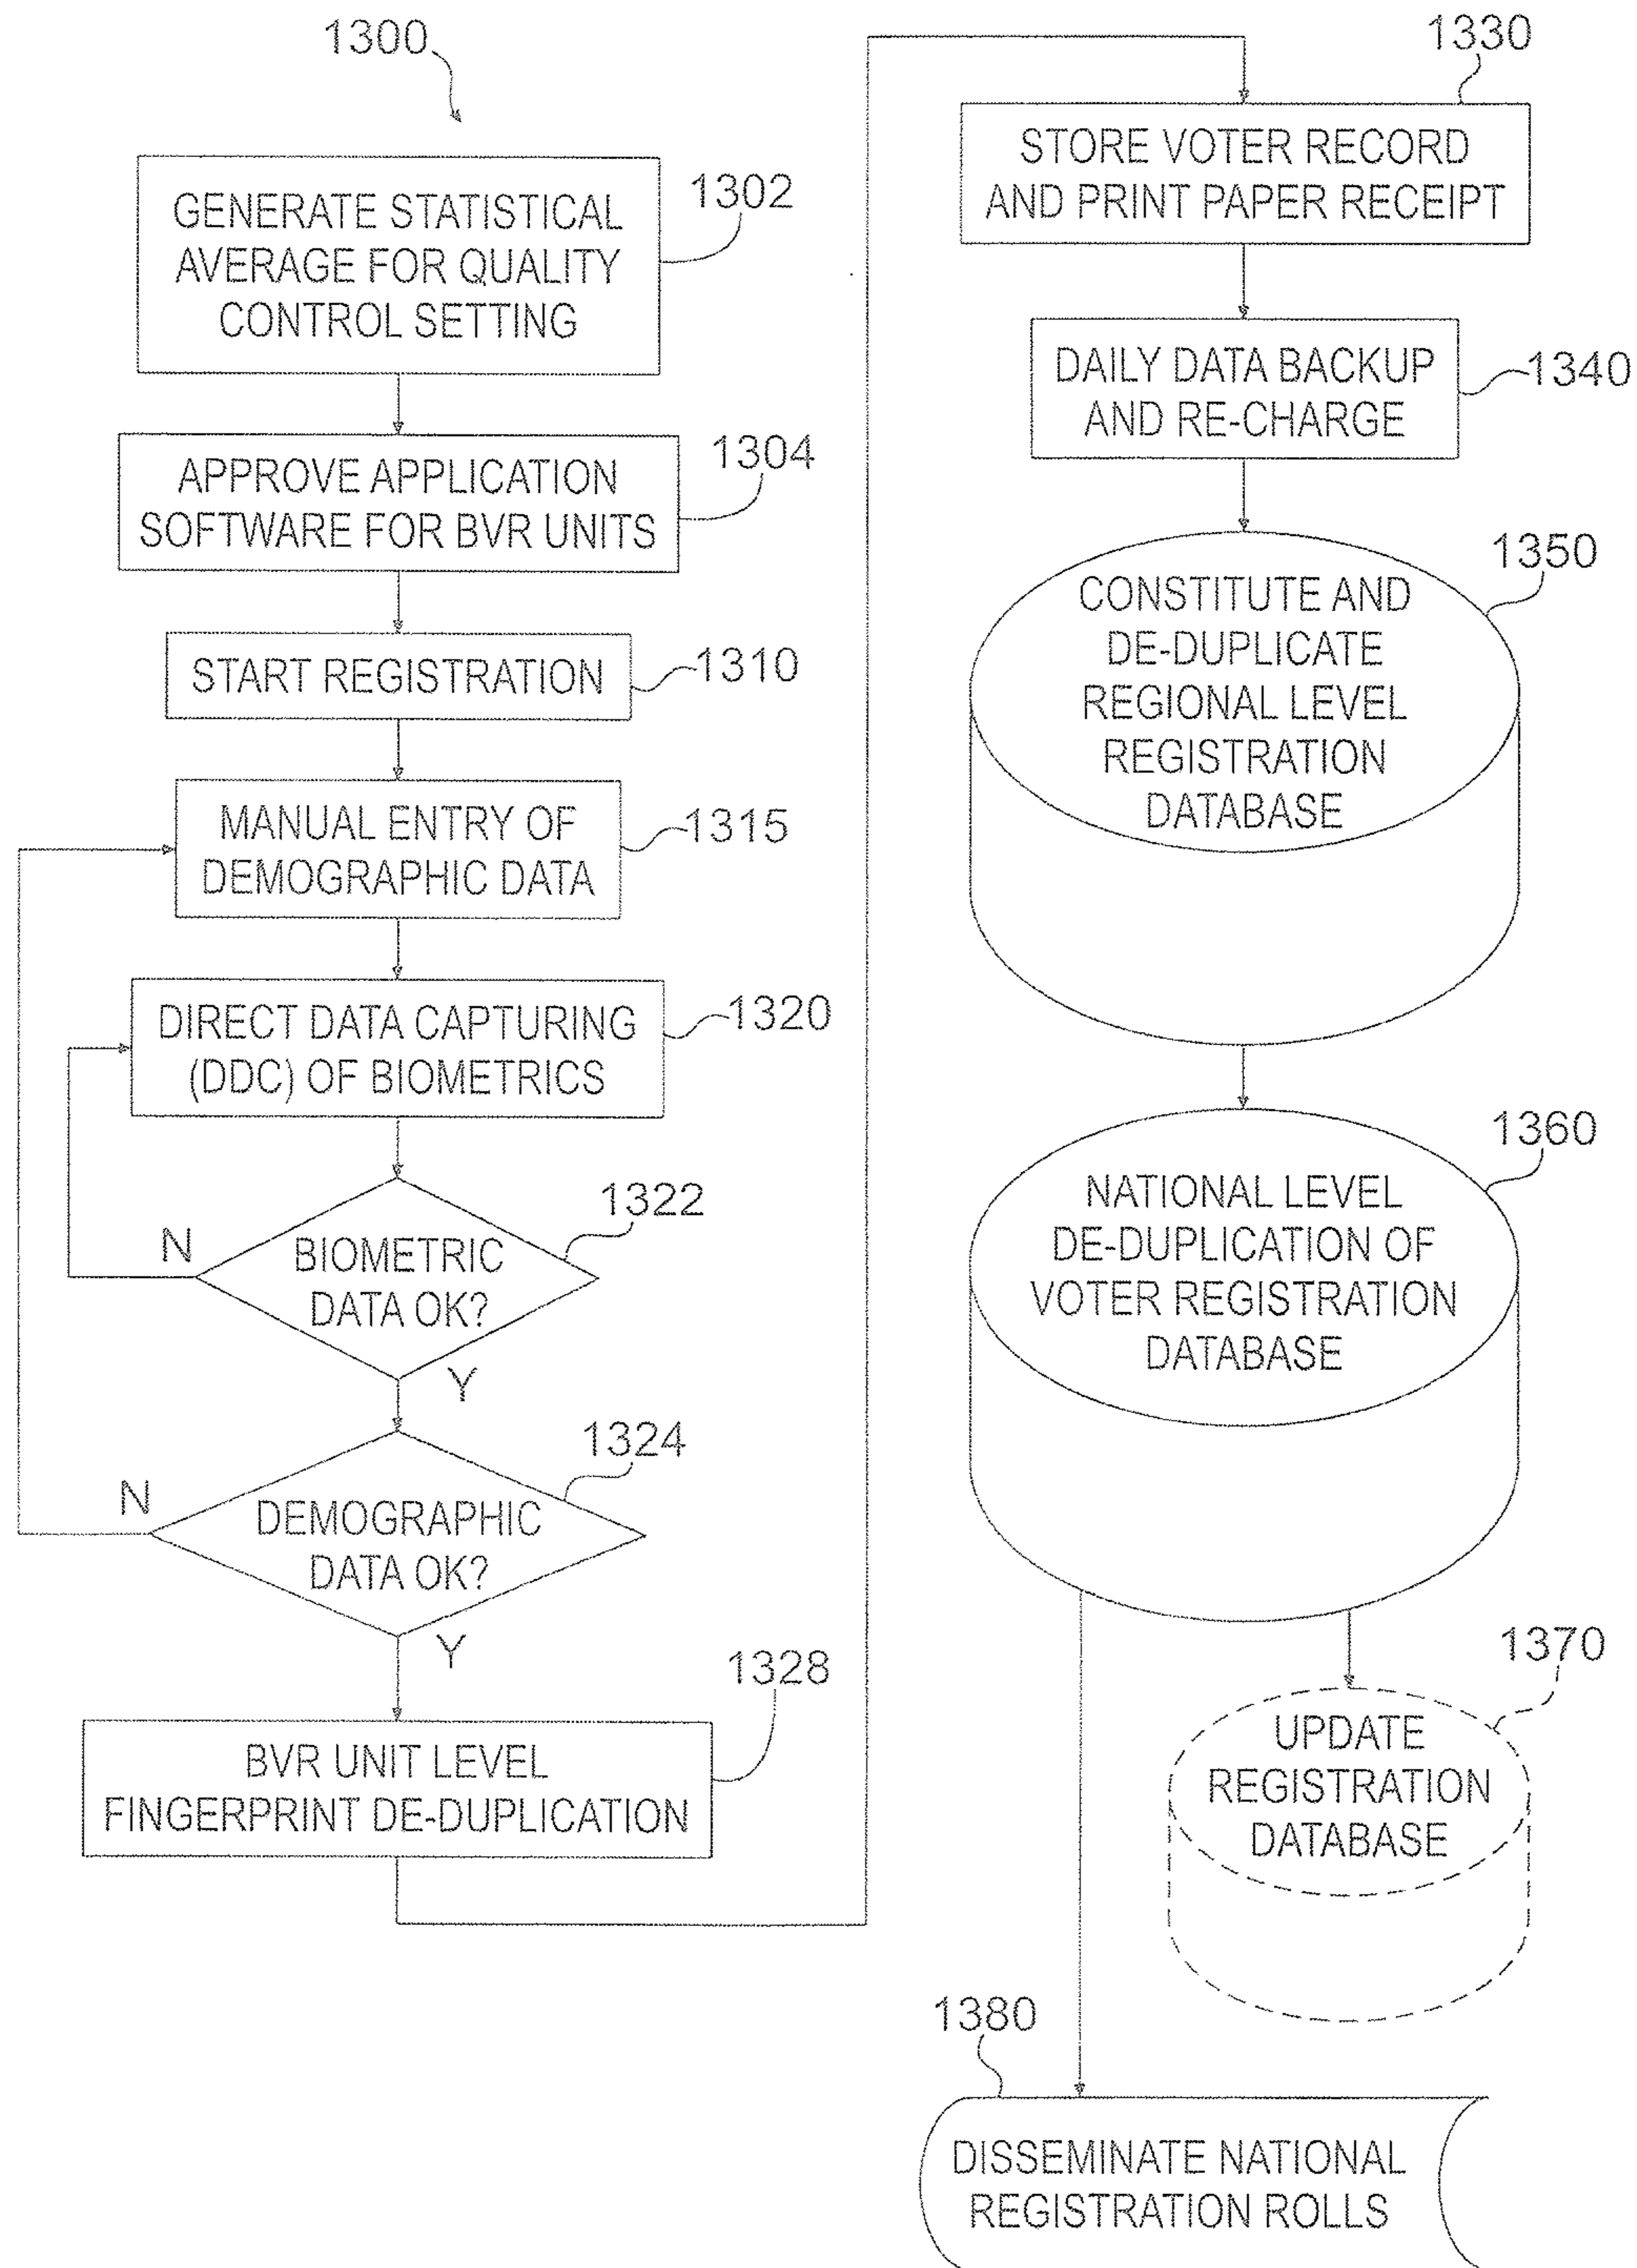 1300
GENERATE STATISTICAL
AVERAGE FOR QUALITY
CONTROL SETTING
1302
APPROVE APPLICATION
SOFTWARE FOR BVR UNITS
1304
START REGISTRATION
1310
MANUAL ENTRY OF
DEMOGRAPHIC DATA
1315
DIRECT DATA CAPTURING
(DDC) OF BIOMETRICS
1320
BIOMETRIC
DATA OK?
1322
N
Y
DEMOGRAPHIC
DATA OK?
1324
N
Y
BVR UNIT LEVEL
FINGERPRINT DE-DUPLICATION
1328
1330
STORE VOTER RECORD
AND PRINT PAPER RECEIPT
DAILY DATA BACKUP
AND RE-CHARGE
1340
1350
CONSTITUTE AND
DE-DUPLICATE
REGIONAL LEVEL
REGISTRATION
DATABASE
1360
NATIONAL LEVEL
DE-DUPLICATION OF
VOTER REGISTRATION
DATABASE
1370
UPDATE
REGISTRATION
DATABASE
1380
DISSEMINATE NATIONAL
REGISTRATION ROLLS